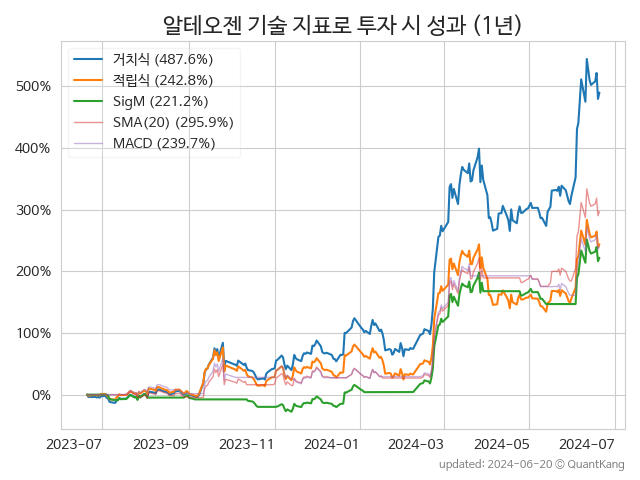 알테오젠 기술 지표로 투자 시 성과 (1년)
거치식 (487.6%)
적립식 (242.8%)
SigM (221.2%)
SMA(20) (295.9%)
MACD (239.7%)
500%
400%
300%
200%
100%
0%
2023-07 2023-09 2023-11 2024-01 2024-03 2024-05 2024-07
updated: 2024-06-20 © QuantKang